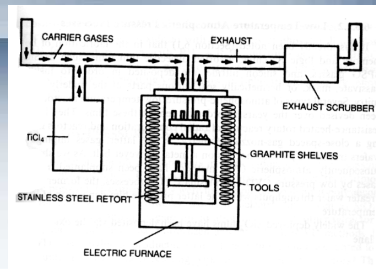 CARRIER GASES
EXHAUST
EXHAUST SCRUBBER
TiCl4
GRAPHITE SHELVES
TOOLS
STAINLESS STEEL RETORT
ELECTRIC FURNACE